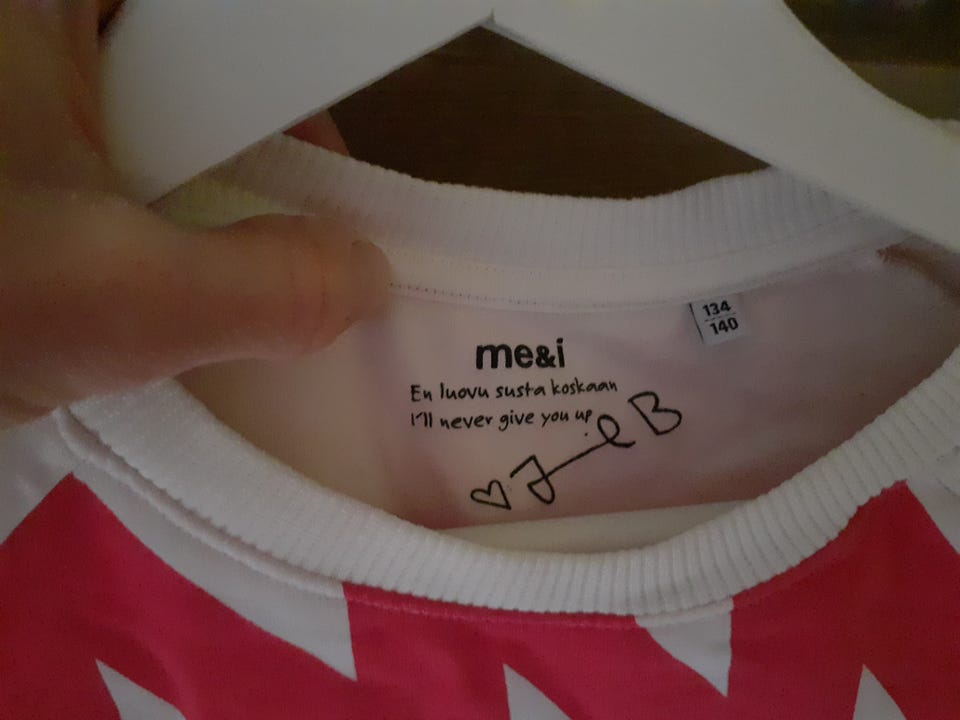 me&i
En luovu susta koskaan
I'll never give you up
134
140